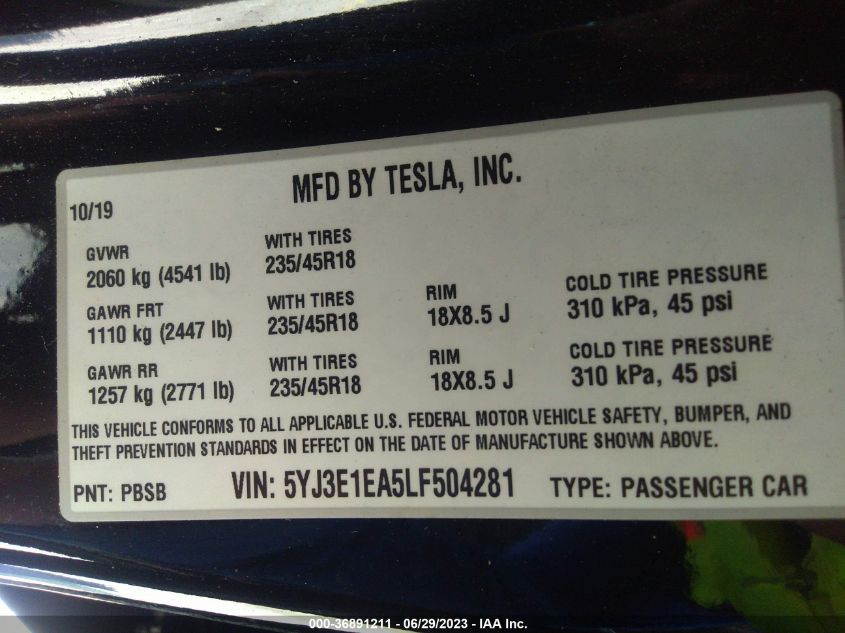 MFD BY TESLA, INC.
10/19
GVWR
2060 kg (4541 lb)
WITH TIRES
235/45R18
GAWR FRT
1110 kg (2447 lb)
WITH TIRES
235/45R18
RIM
18X8.5 J
COLD TIRE PRESSURE
310 kPa, 45 psi
GAWR RR
1257 kg (2771 lb)
WITH TIRES
235/45R18
RIM
18X8.5 J
COLD TIRE PRESSURE
310 kPa, 45 psi
THIS VEHICLE CONFORMS TO ALL APPLICABLE U.S. FEDERAL MOTOR VEHICLE SAFETY, BUMPER, AND
THEFT PREVENTION STANDARDS IN EFFECT ON THE DATE OF MANUFACTURE SHOWN ABOVE.
PNT: PBSB
VIN: 5YJ3E1EA5LF504281
TYPE: PASSENGER CAR
000-36891211 - 06/29/2023 - IAA Inc.